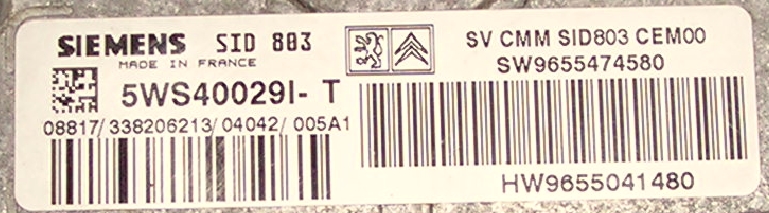 SIEMENS SID 803
MADE IN FRANCE
5WS40029I- T
08817/338206213/04042/005A1
SV CMM SID803 CEM00
SW9655474580
HW9655041480